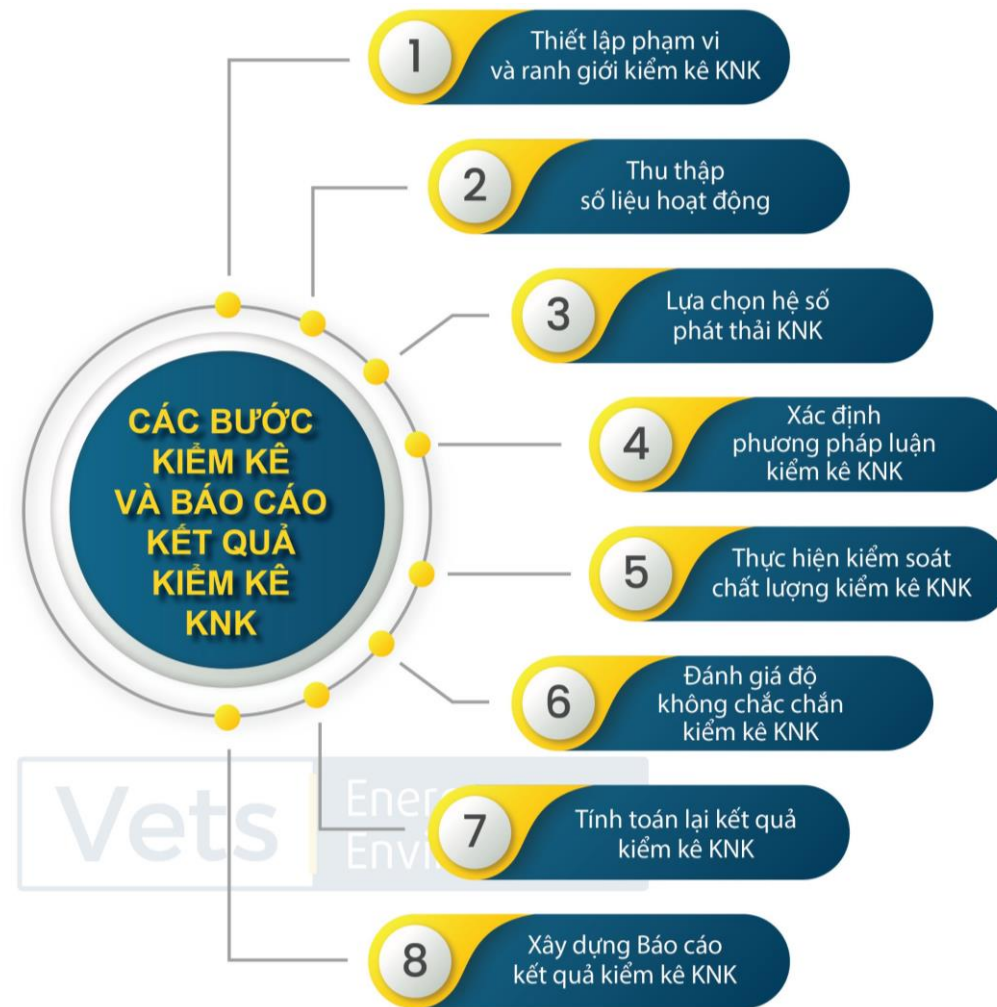 1
Thiết lập phạm vi
và ranh giới kiểm kê KNK
2
Thu thập
số liệu hoạt động
3
Lựa chọn hệ số
phát thải KNK
CÁC BƯỚC
KIỂM KÊ
VÀ BÁO CÁO
KẾT QUẢ
KIỂM KÊ
KNK
4
Xác định
phương pháp luận
kiểm kê KNK
5
Thực hiện kiểm soát
chất lượng kiểm kê KNK
6
Đánh giá độ
không chắc chắn
kiểm kê KNK
Vets
7
Tính toán lại kết quả
kiểm kê KNK
8
Xây dựng Báo cáo
kết quả kiểm kê KNK